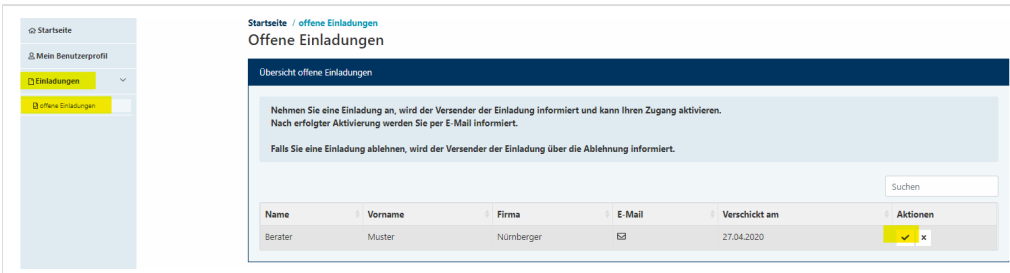 Startseite
Mein Benutzerprofil
Einladungen
offene Einladungen
Startseite / offene Einladungen
Offene Einladungen
Übersicht offene Einladungen
Nehmen Sie eine Einladung an, wird der Versender der Einladung informiert und kann Ihren Zugang aktivieren.
Nach erfolgter Aktivierung werden Sie per E-Mail informiert.
Falls Sie eine Einladung ablehnen, wird der Versender der Einladung über die Ablehnung informiert.
Suchen
Name Vorname Firma E-Mail Verschickt am Aktionen
Berater Muster Nürnberger 27.04.2020